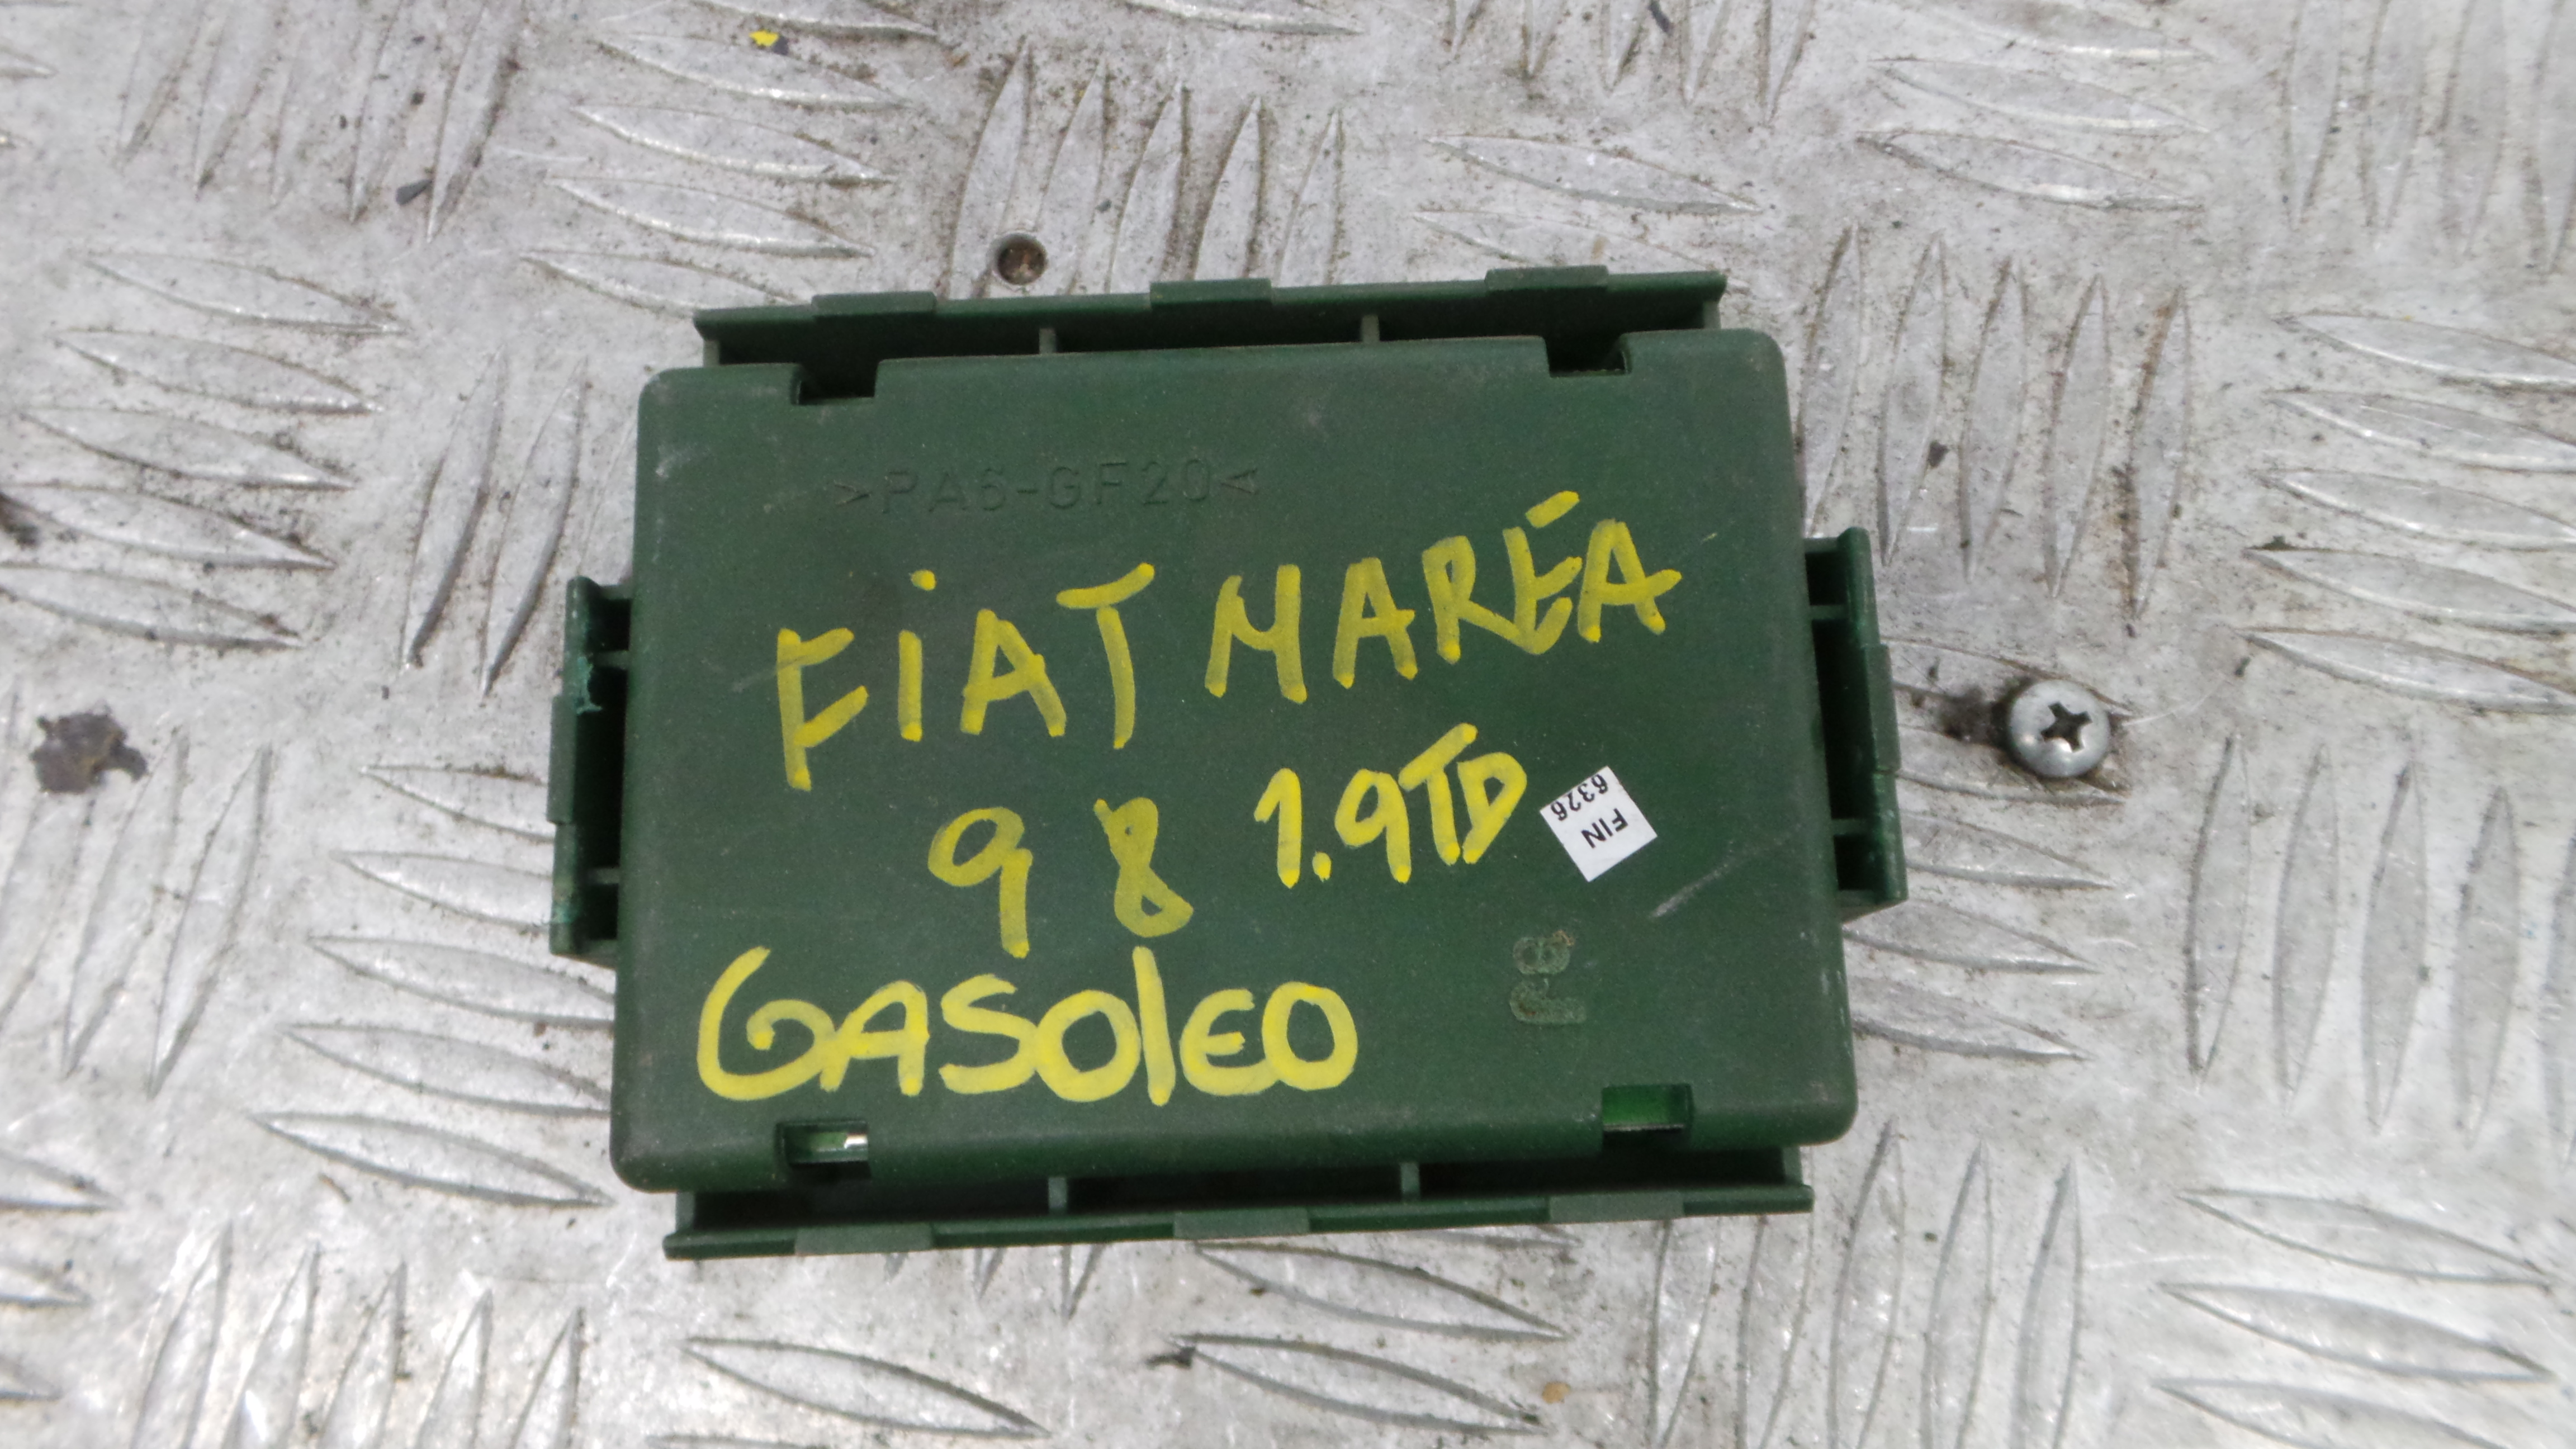 >PA6-GF20<
FiAT MARÉA
98 1.9TD
FIN
6326
GASOlEO